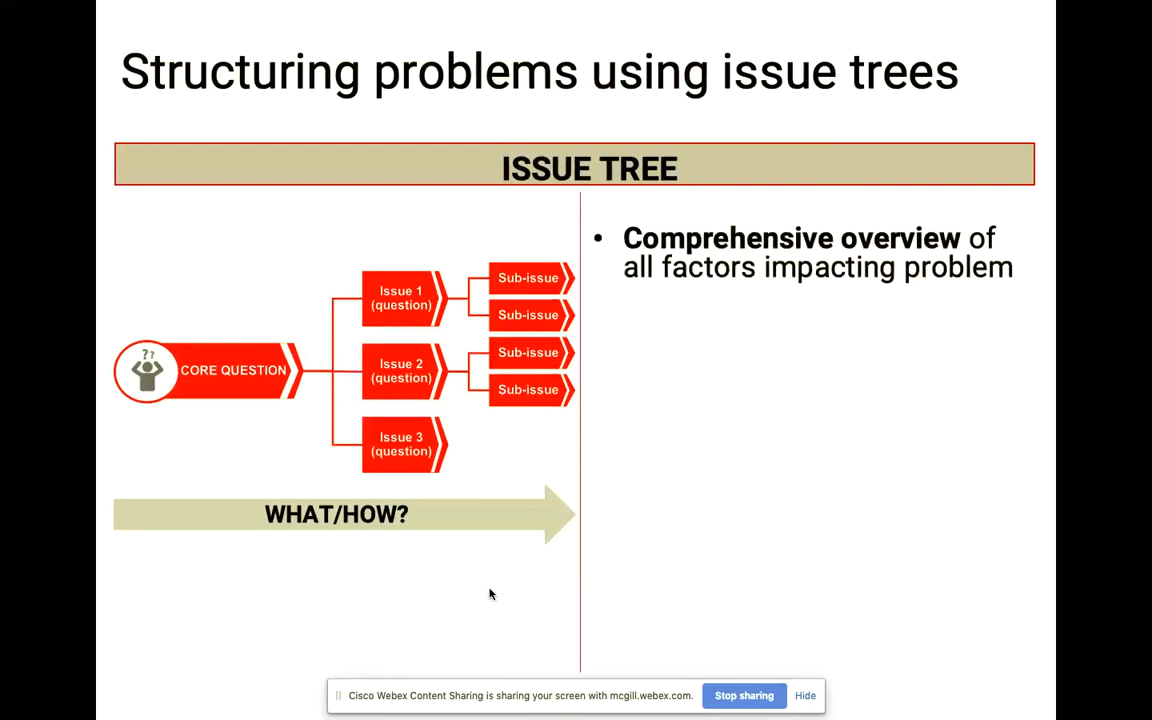 Structuring problems using issue trees
ISSUE TREE
• Comprehensive overview of
all factors impacting problem
CORE QUESTION
??
Issue 1
(question)
Sub-issue
Sub-issue
Issue 2
(question)
Sub-issue
Sub-issue
Issue 3
(question)
WHAT/HOW?
Cisco Webex Content Sharing is sharing your screen with mcgill.webex.com.
Stop sharing
Hide